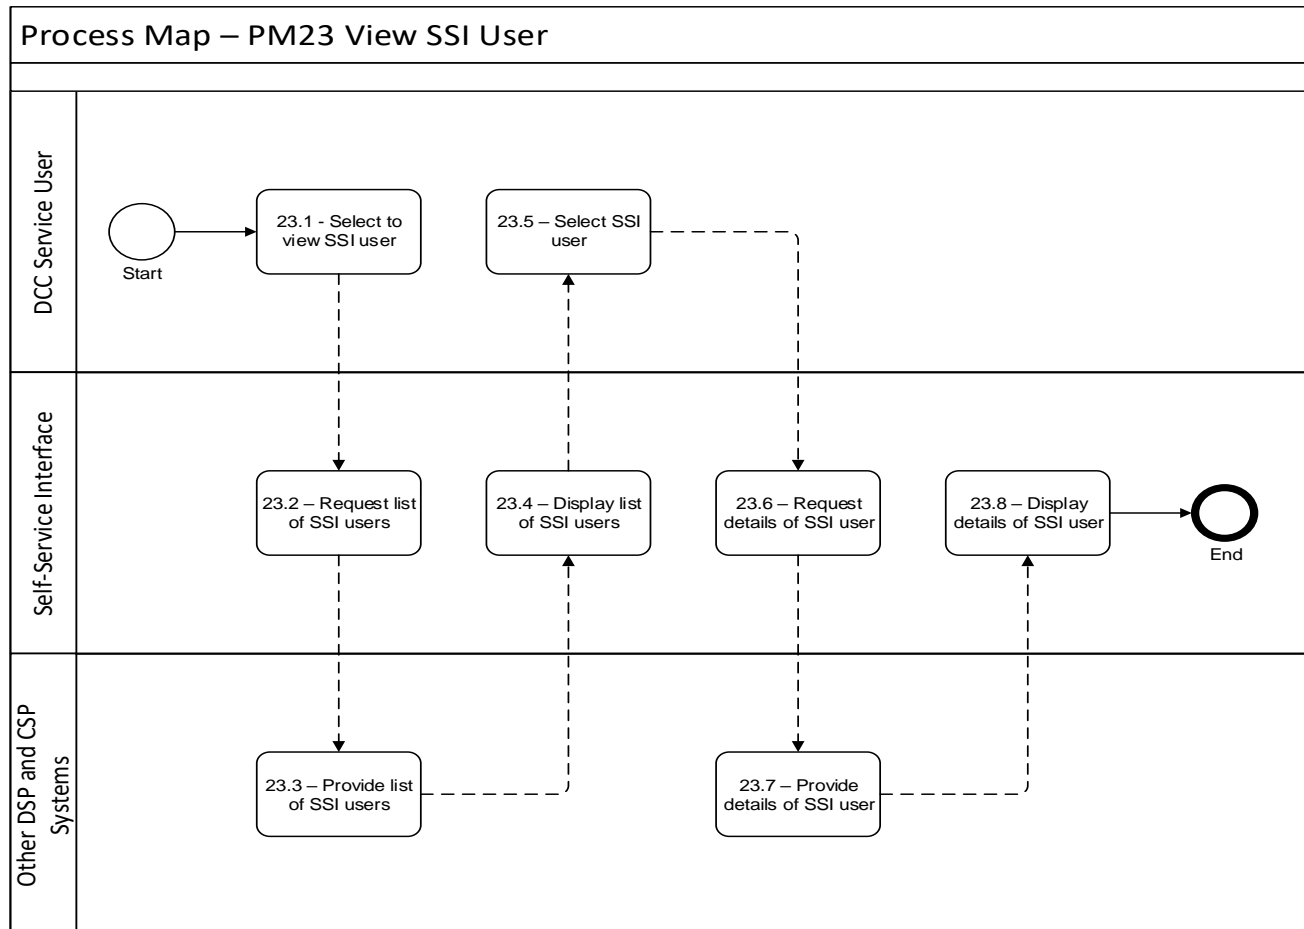 Process Map – PM23 View SSI User
DCC Service User
Start
23.1 - Select to
view SSI user
23.5 – Select SSI
user
Self-Service Interface
23.2 – Request list
of SSI users
23.4 – Display list
of SSI users
23.6 – Request
details of SSI user
23.8 – Display
details of SSI user
End
Other DSP and CSP
Systems
23.3 – Provide list
of SSI users
23.7 – Provide
details of SSI user